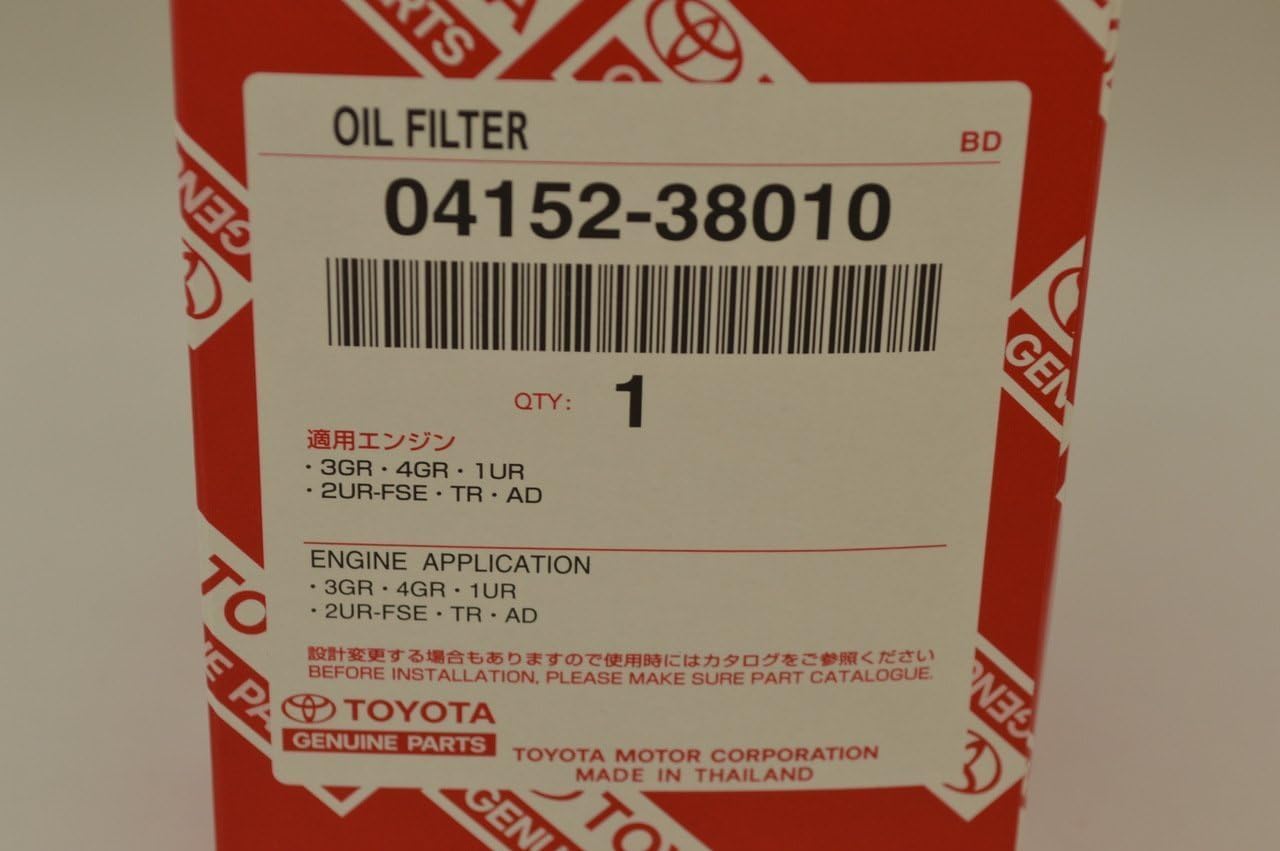 OIL FILTER
BD
04152-38010
QTY: 1
適用エンジン
・3GR・4GR・1UR
・2UR-FSE・TR・AD
ENGINE APPLICATION
・3GR・4GR・1UR
・2UR-FSE・TR・AD
設計変更する場合もありますので使用時にはカタログをご参照ください
BEFORE INSTALLATION, PLEASE MAKE SURE PART CATALOGUE.
TOYOTA
GENUINE PARTS
TOYOTA MOTOR CORPORATION
MADE IN THAILAND